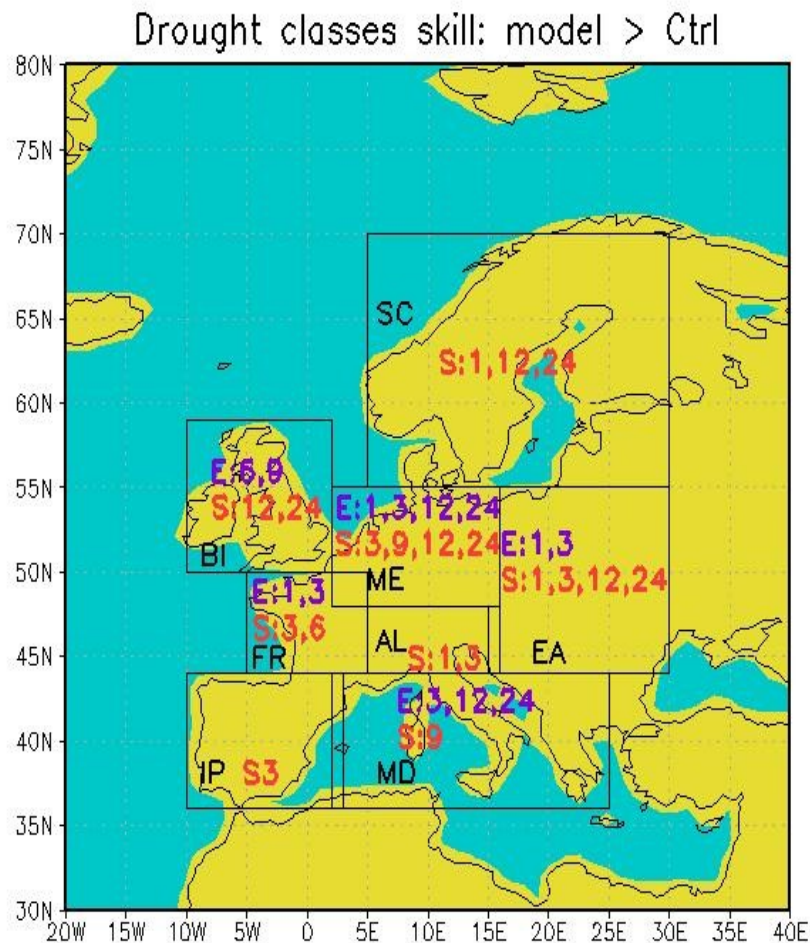 Drought classes skill: model > Ctrl
80N
75N
70N
65N
SC
S:1,12,24
60N
E:6,9
55N
S:12,24
E:1,3,12,24
S:3,9,12,24
E:1,3
BI
ME
50N
S:1,3,12,24
E:1,3
S:3,6
FR
AL
S:1,3
EA
45N
E:3,12,24
S:9
40N
IP
S3
MD
35N
30N
20W 15W 10W 5W 0 5E 10E 15E 20E 25E 30E 35E 40E